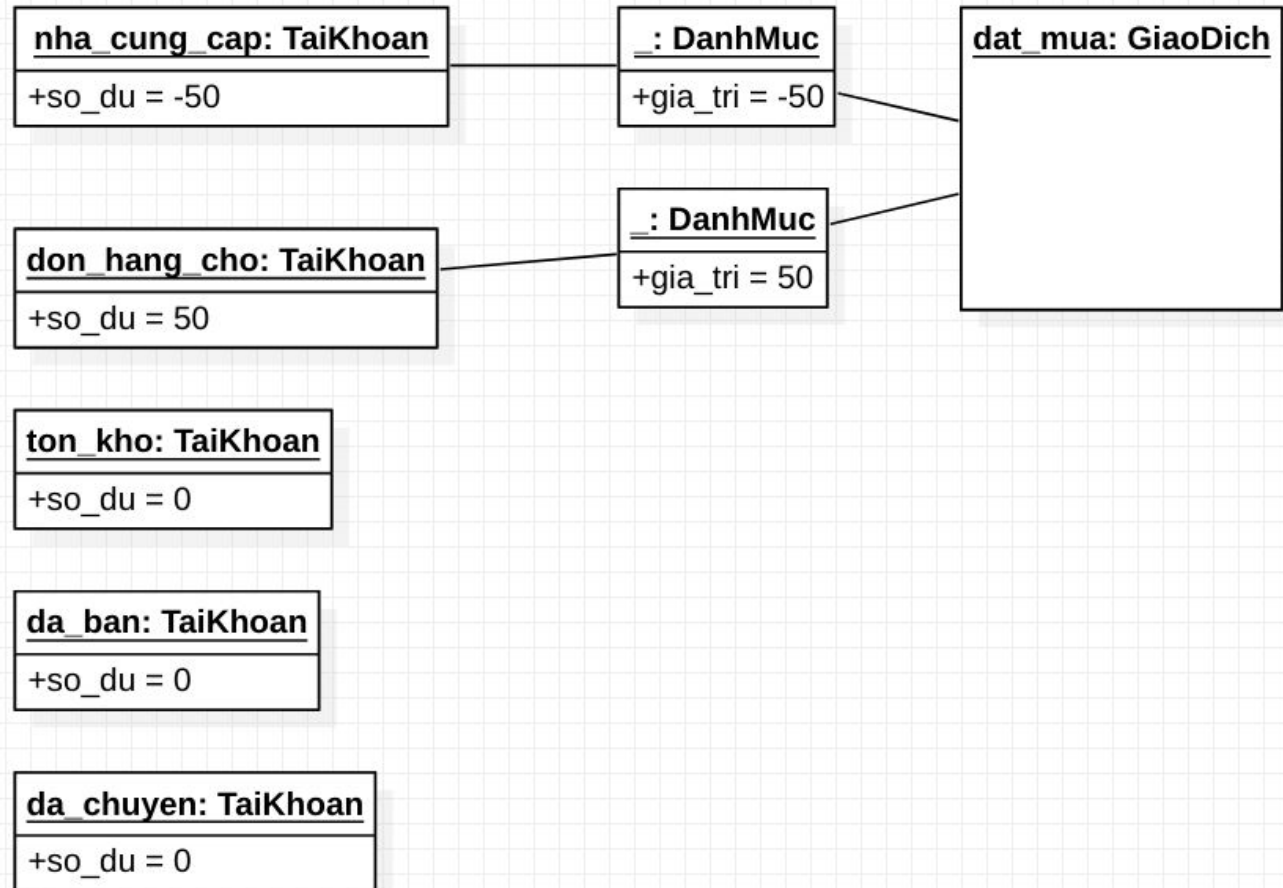 nha_cung_cap: TaiKhoan
+so_du = -50
_: DanhMuc
+gia_tri = -50
dat_mua: GiaoDich
_: DanhMuc
+gia_tri = 50
don_hang_cho: TaiKhoan
+so_du = 50
ton_kho: TaiKhoan
+so_du = 0
da_ban: TaiKhoan
+so_du = 0
da_chuyen: TaiKhoan
+so_du = 0